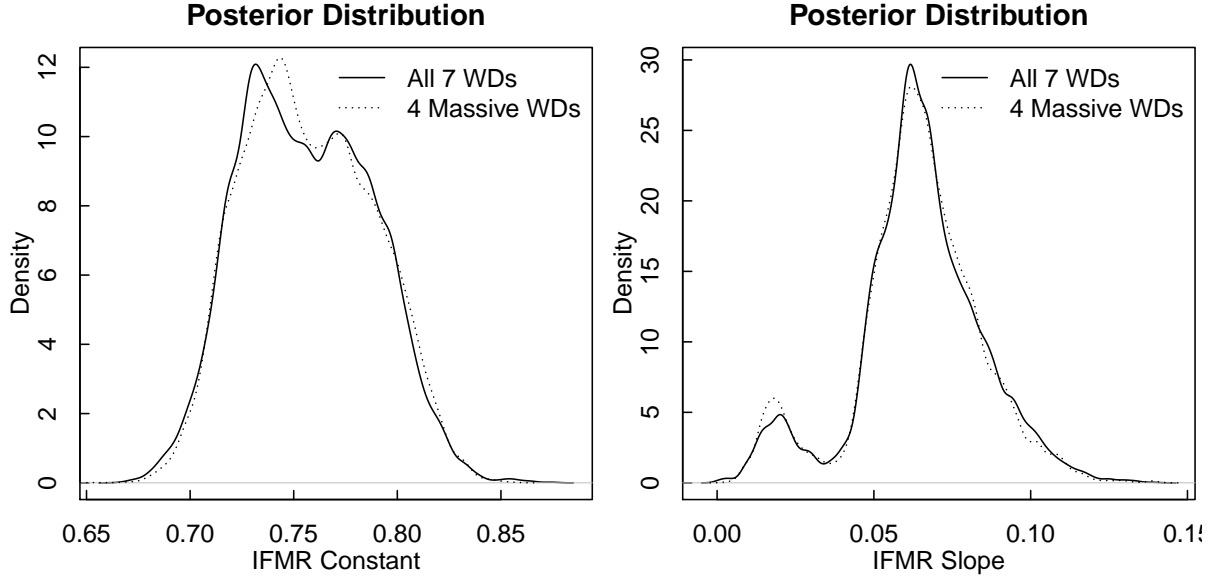 Posterior Distribution
All 7 WDs
4 Massive WDs
Density
0 2 4 6 8 10 12
0.65 0.70 0.75 0.80 0.85
IFMR Constant
Posterior Distribution
All 7 WDs
4 Massive WDs
Density
0 5 10 15 20 25 30
0.00 0.05 0.10 0.15
IFMR Slope